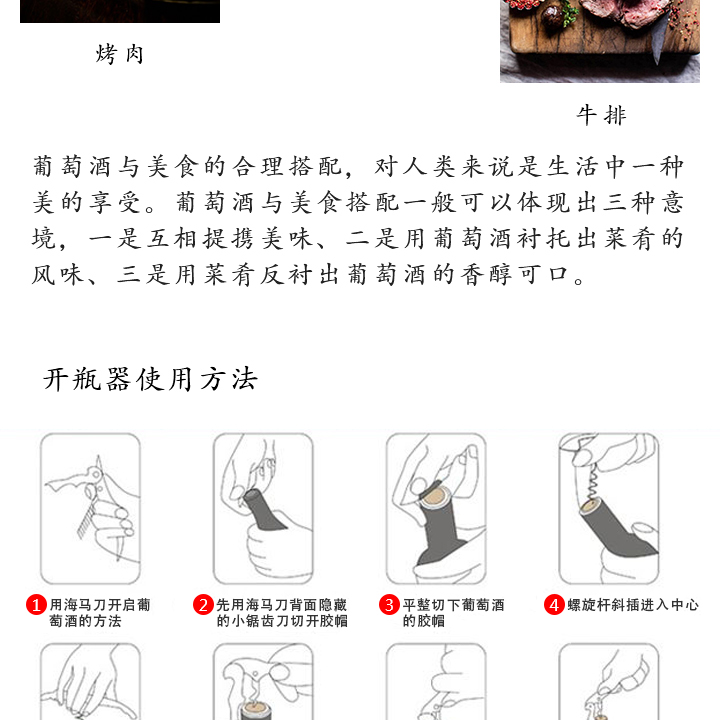 烤肉
牛排
葡萄酒与美食的合理搭配，对人类来说是生活中一种
美的享受。葡萄酒与美食搭配一般可以体现出三种意
境，一是互相提携美味、二是用葡萄酒衬托出菜肴的
风味、三是用菜肴反衬出葡萄酒的香醇可口。
开瓶器使用方法
1 用海马刀开启葡
萄酒的方法
2 先用海马刀背面隐藏
的小锯齿刀切开胶帽
3 平整切下葡萄酒
的胶帽
4 螺旋杆斜插进入中心